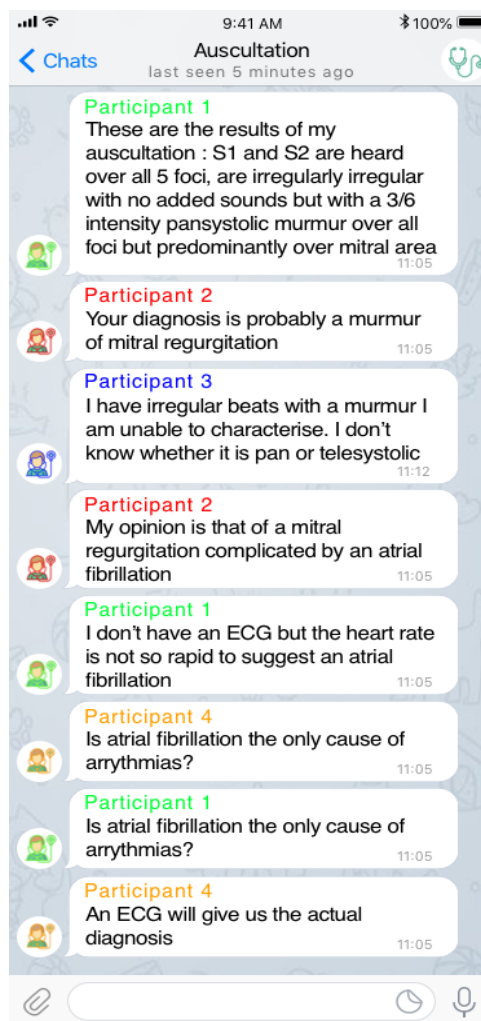 9:41 AM
100%
Chats
Auscultation
last seen 5 minutes ago
Participant 1
These are the results of my
auscultation : S1 and S2 are heard
over all 5 foci, are irregularly irregular
with no added sounds but with a 3/6
intensity pansystolic murmur over all
foci but predominantly over mitral area
11:05
Participant 2
Your diagnosis is probably a murmur
of mitral regurgitation
11:05
Participant 3
I have irregular beats with a murmur I
am unable to characterise. I don't
know whether it is pan or telesystolic
11:12
Participant 2
My opinion is that of a mitral
regurgitation complicated by an atrial
fibrillation
11:05
Participant 1
I don't have an ECG but the heart rate
is not so rapid to suggest an atrial
fibrillation
11:05
Participant 4
Is atrial fibrillation the only cause of
arrythmias?
11:05
Participant 1
Is atrial fibrillation the only cause of
arrythmias?
11:05
Participant 4
An ECG will give us the actual
diagnosis
11:05